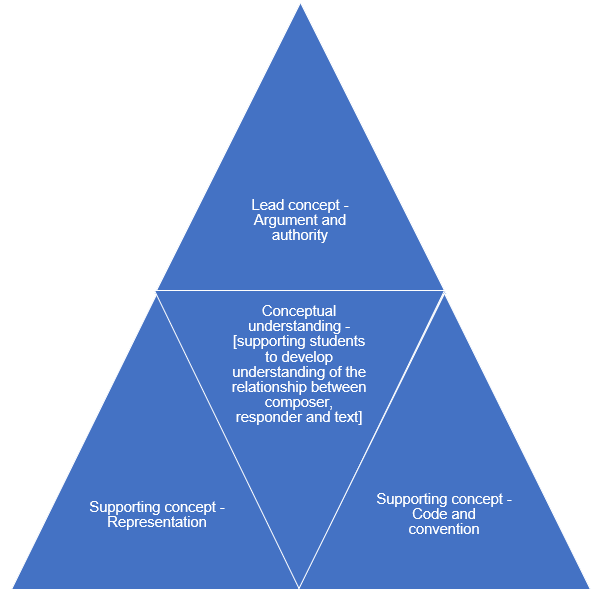 Lead concept -
Argument and
authority
Conceptual
understanding -
[supporting students
to develop
understanding of the
relationship between
composer,
responder and text]
Supporting concept -
Representation
Supporting concept -
Code and
convention